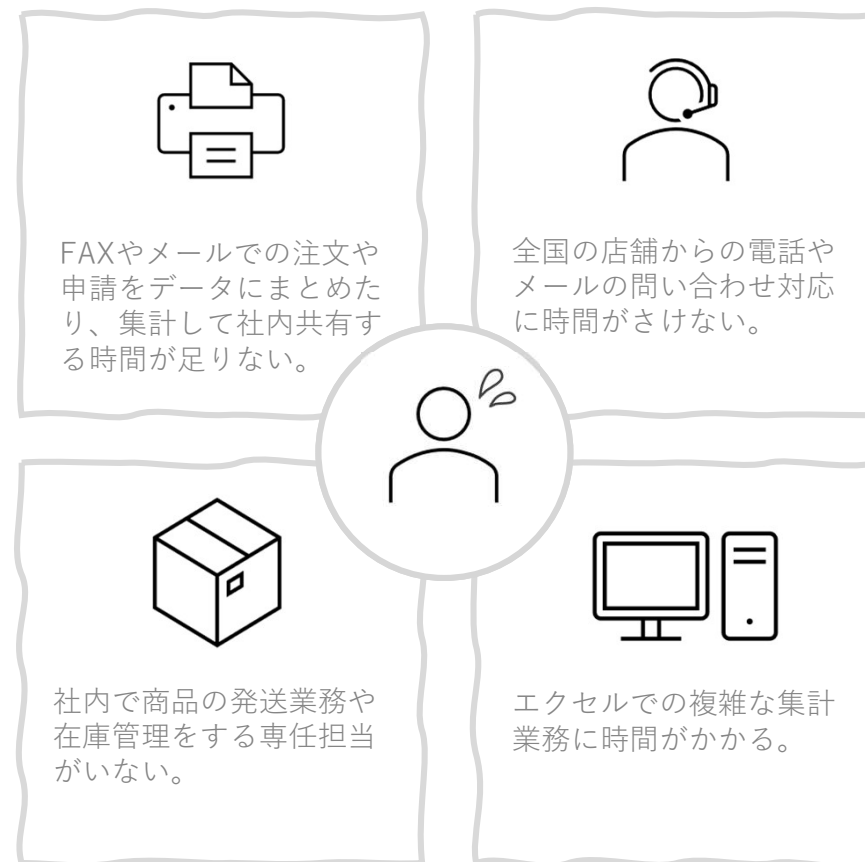 FAXやメールでの注文や
申請をデータにまとめた
り、集計して社内共有す
る時間が足りない。
全国の店舗からの電話や
メールの問い合わせ対応
に時間がさけない。
社内で商品の発送業務や
在庫管理をする専任担当
がいない。
エクセルでの複雑な集計
業務に時間がかかる。